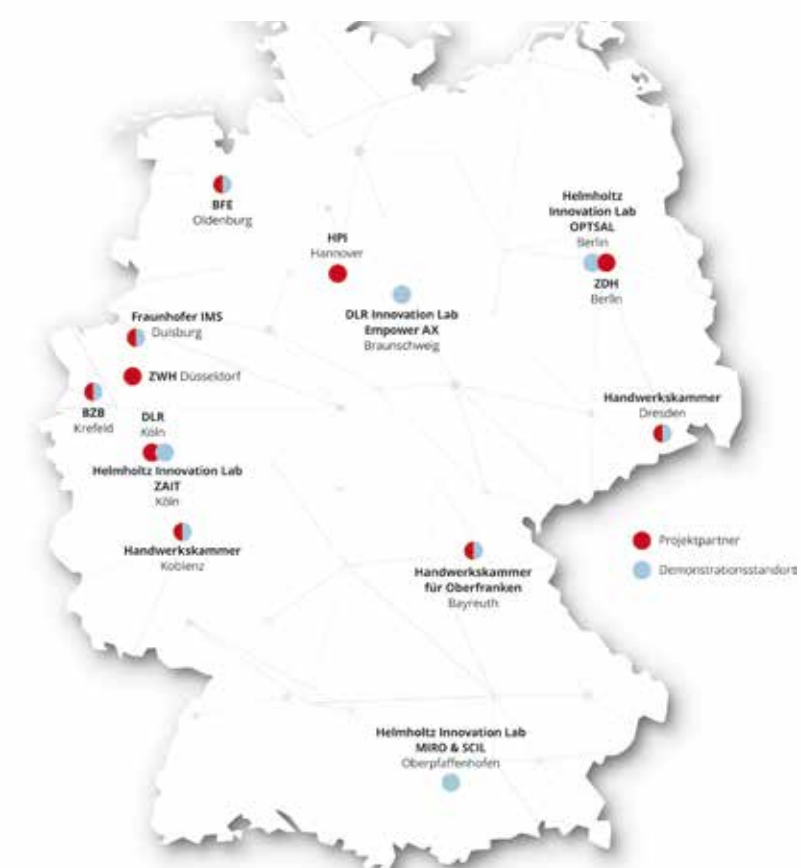 BFE
Oldenburg
Helmholtz
Innovation Lab
OPTSAL
Berlin
ZDH
Berlin
HPI
Hannover
DLR Innovation Lab
Empower AX
Braunschweig
Fraunhofer IMS
Duisburg
ZWH Düsseldorf
BZB
Krefeld
DLR
Köln
Helmholtz Innovation Lab
ZAIT
Köln
Handwerkskammer
Dresden
Handwerkskammer
Koblenz
Handwerkskammer
für Oberfranken
Bayreuth
Projektpartner
Demonstrationsstandort
Helmholtz Innovation Lab
MIRO & SCIL
Oberpfaffenhofen